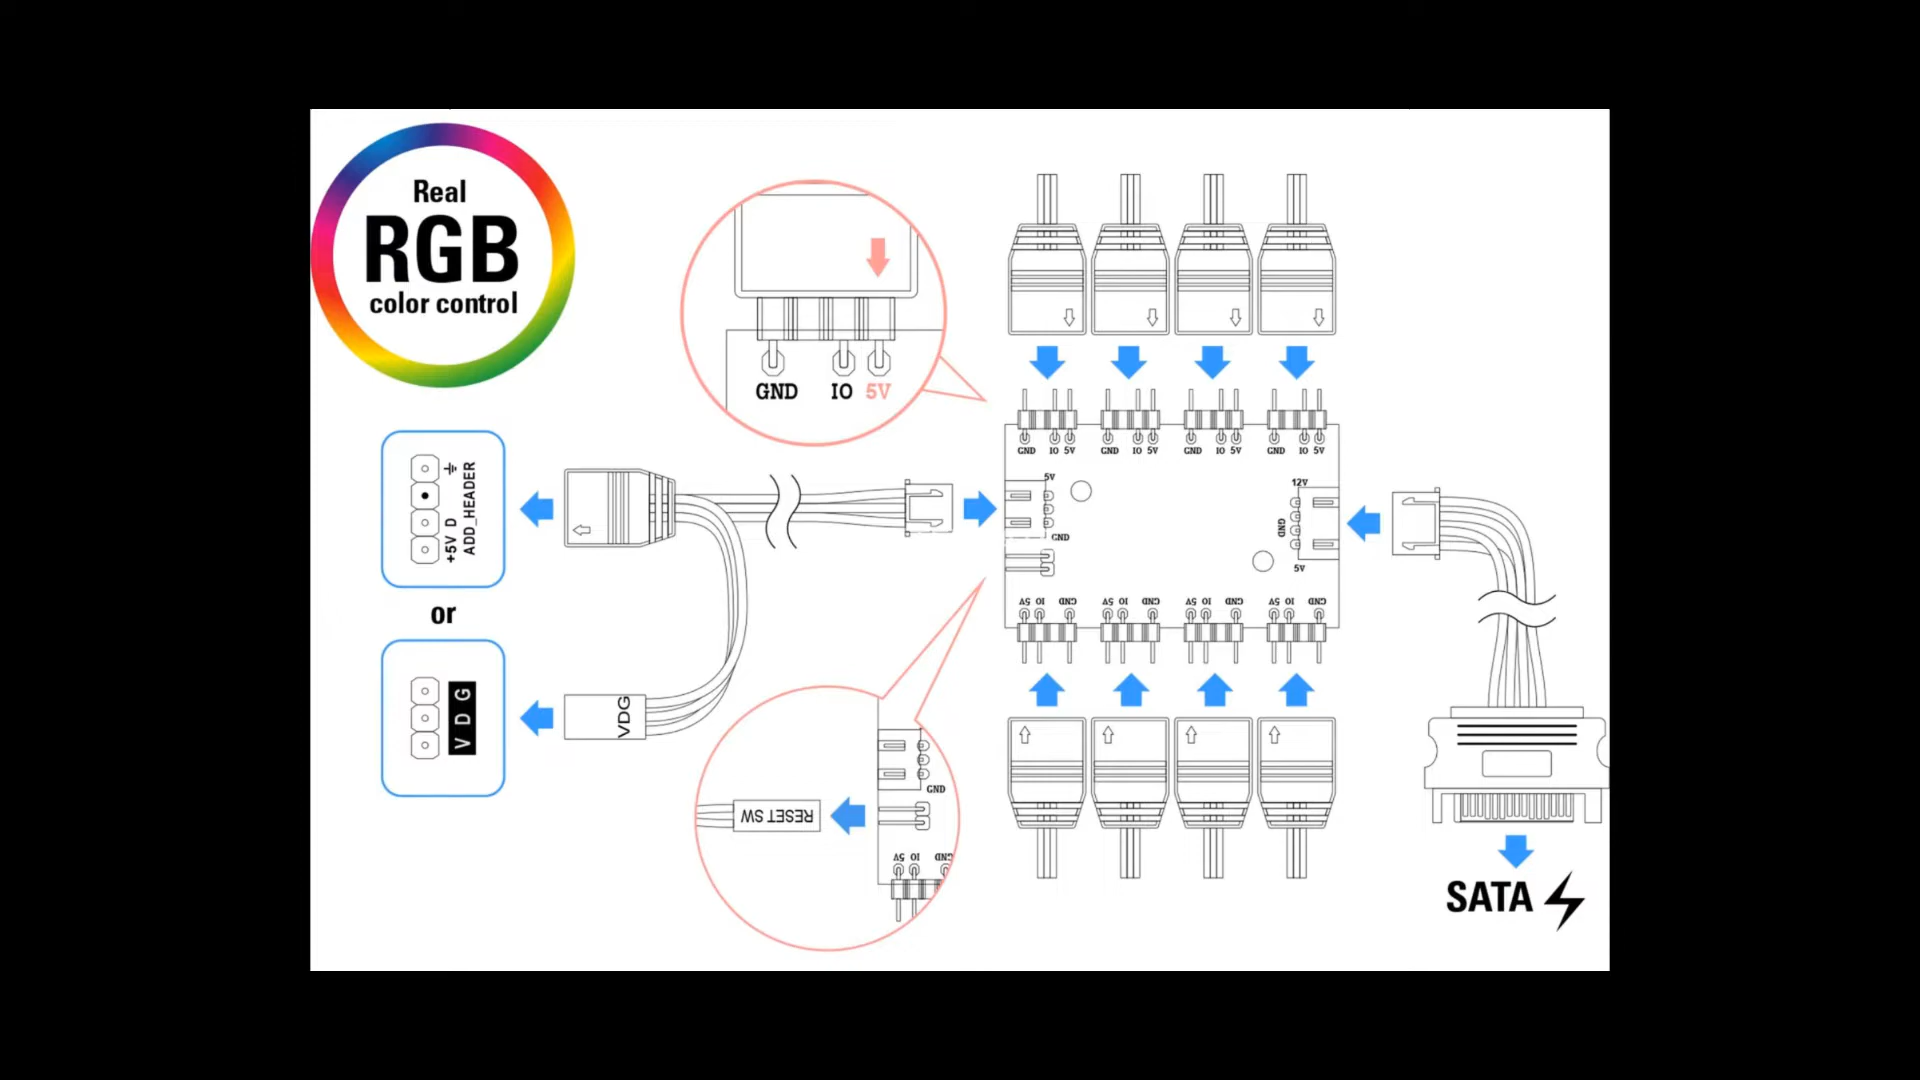 Real
RGB
color control
GND IO 5V
+5V D
ADD_HEADER
or
V D G
VDG
GND IO 5V
GND IO 5V
GND IO 5V
GND IO 5V
5V
GND
12V
GND
5V
5V IO GND
5V IO GND
5V IO GND
5V IO GND
RESET SW
GND
5V IO GND
SATA